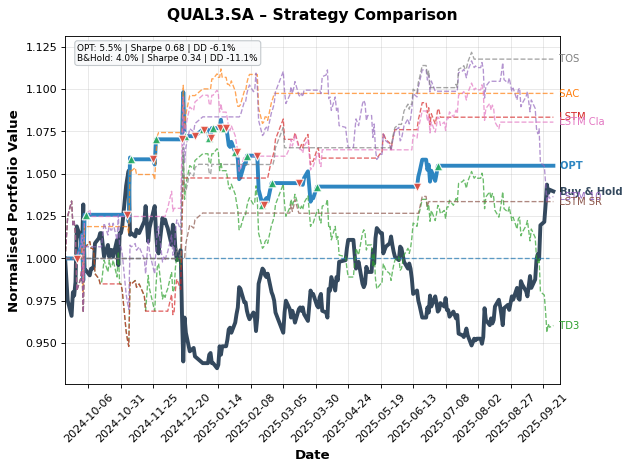 QUAL3.SA – Strategy Comparison
OPT: 5.5% | Sharpe 0.68 | DD -6.1%
B&Hold: 4.0% | Sharpe 0.34 | DD -11.1%
Normalised Portfolio Value
1.125
1.100
1.075
1.050
1.025
1.000
0.975
0.950
TOS
SAC
LSTM
LSTM Cla
OPT
Buy & Hold
LSTM SR
TD3
2024-10-06
2024-10-31
2024-11-25
2024-12-20
2025-01-14
2025-02-08
2025-03-05
2025-03-30
2025-04-24
2025-05-19
2025-06-13
2025-07-08
2025-08-02
2025-08-27
2025-09-21
Date